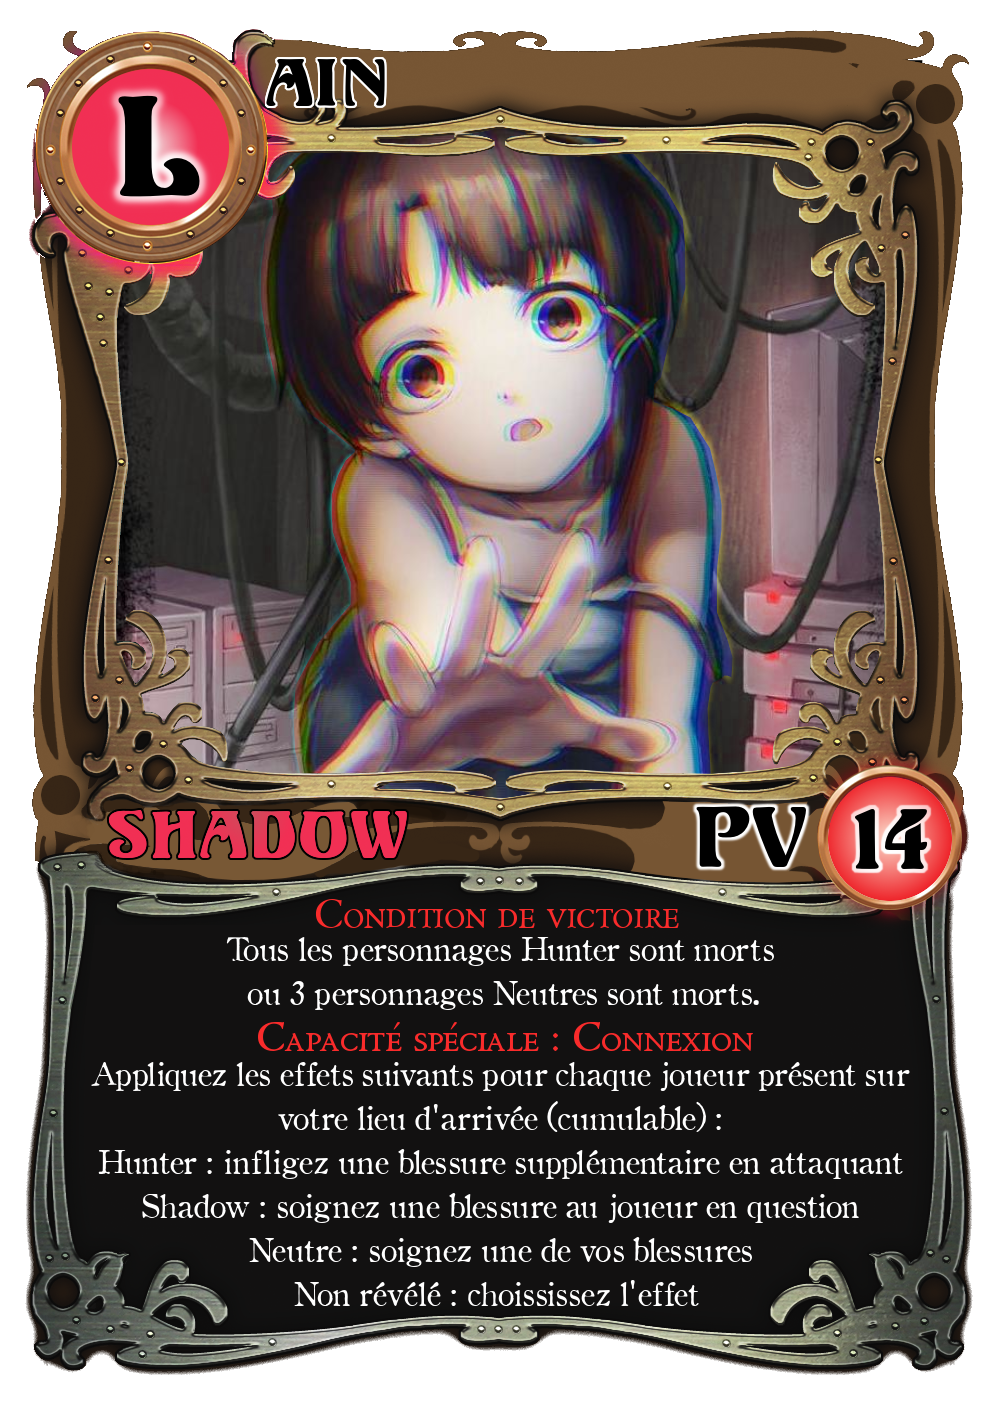 LAIN
SHADOW
PV 14
Condition de victoire
Tous les personnages Hunter sont morts
ou 3 personnages Neutres sont morts.
Capacité spéciale : Connexion
Appliquez les effets suivants pour chaque joueur présent sur
votre lieu d'arrivée (cumulable) :
Hunter : infligez une blessure supplémentaire en attaquant
Shadow : soignez une blessure au joueur en question
Neutre : soignez une de vos blessures
Non révélé : choississez l'effet